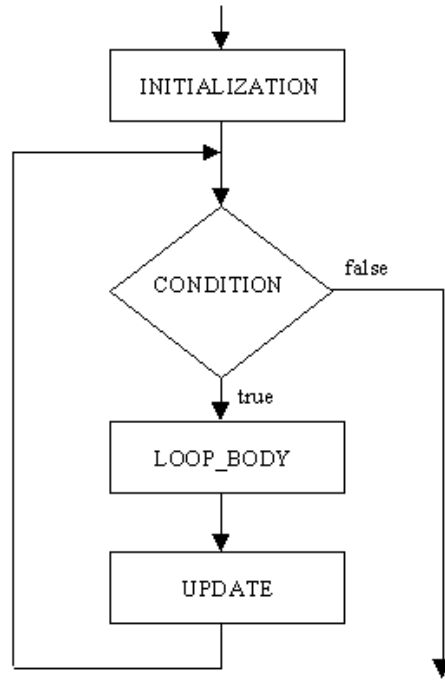 INITIALIZATION
CONDITION
false
true
LOOP_BODY
UPDATE